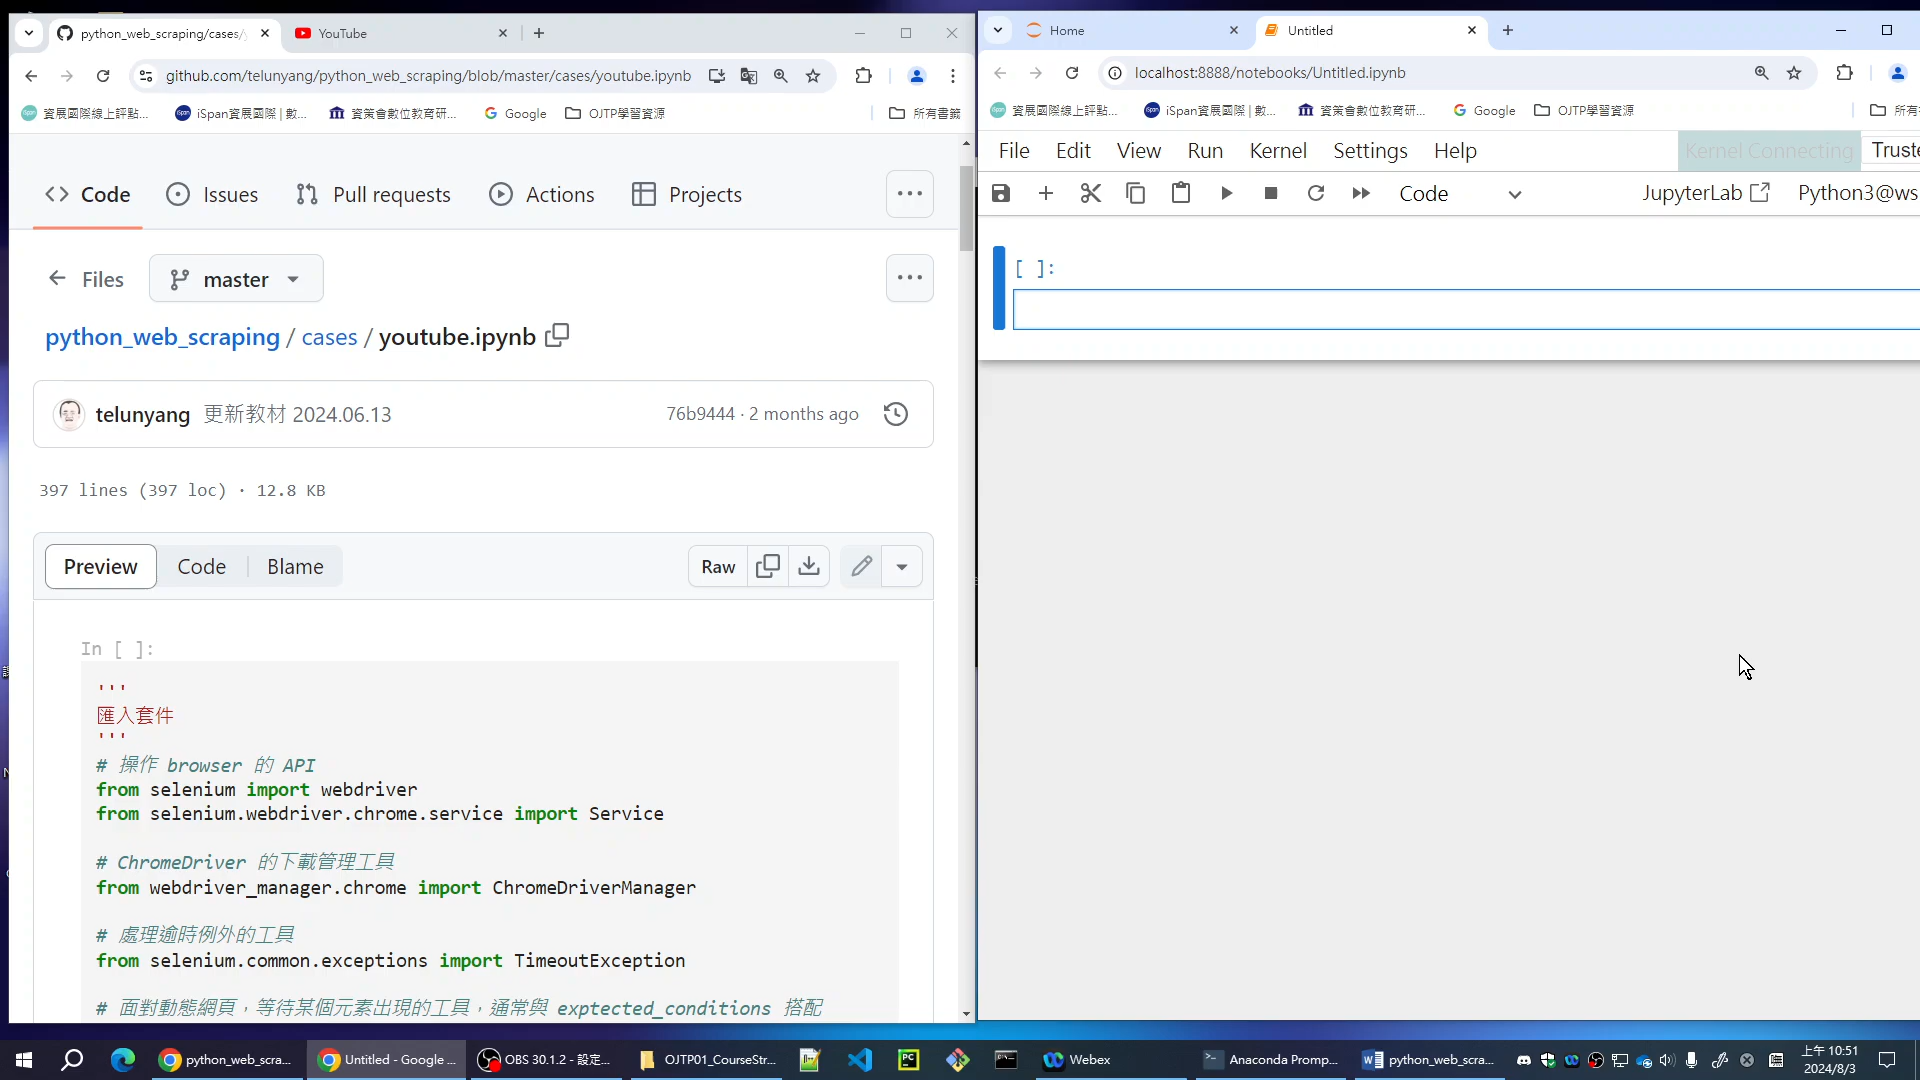 python_web_scraping/cases/y
YouTube
github.com/telunyang/python_web_scraping/blob/master/cases/youtube.ipynb
資展國際線上評點...
iSpan資展國際 | 數...
資策會數位教育研...
Google
OJTP學習資源
所有書籤
Code
Issues
Pull requests
Actions
Projects
Files
master
python_web_scraping / cases / youtube.ipynb
telunyang 更新教材 2024.06.13
76b9444 · 2 months ago
397 lines (397 loc) · 12.8 KB
Preview
Code
Blame
Raw
In [ ]:
'''
匯入套件
'''
# 操作 browser 的 API
from selenium import webdriver
from selenium.webdriver.chrome.service import Service
# ChromeDriver 的下載管理工具
from webdriver_manager.chrome import ChromeDriverManager
# 處理逾時例外的工具
from selenium.common.exceptions import TimeoutException
# 面對動態網頁，等待某個元素出現的工具，通常與 exptected_conditions 搭配
Home
Untitled
localhost:8888/notebooks/Untitled.ipynb
資展國際線上評點...
iSpan資展國際 | 數...
資策會數位教育研...
Google
OJTP學習資源
所有
File
Edit
View
Run
Kernel
Settings
Help
Kernel Connecting
Truste
Code
JupyterLab
Python3@ws
[ ]:
python_web_scra...
Untitled - Google ...
OBS 30.1.2 - 設定...
OJTP01_CourseStr...
Webex
Anaconda Promp...
python_web_scra...
上午 10:51
2024/8/3